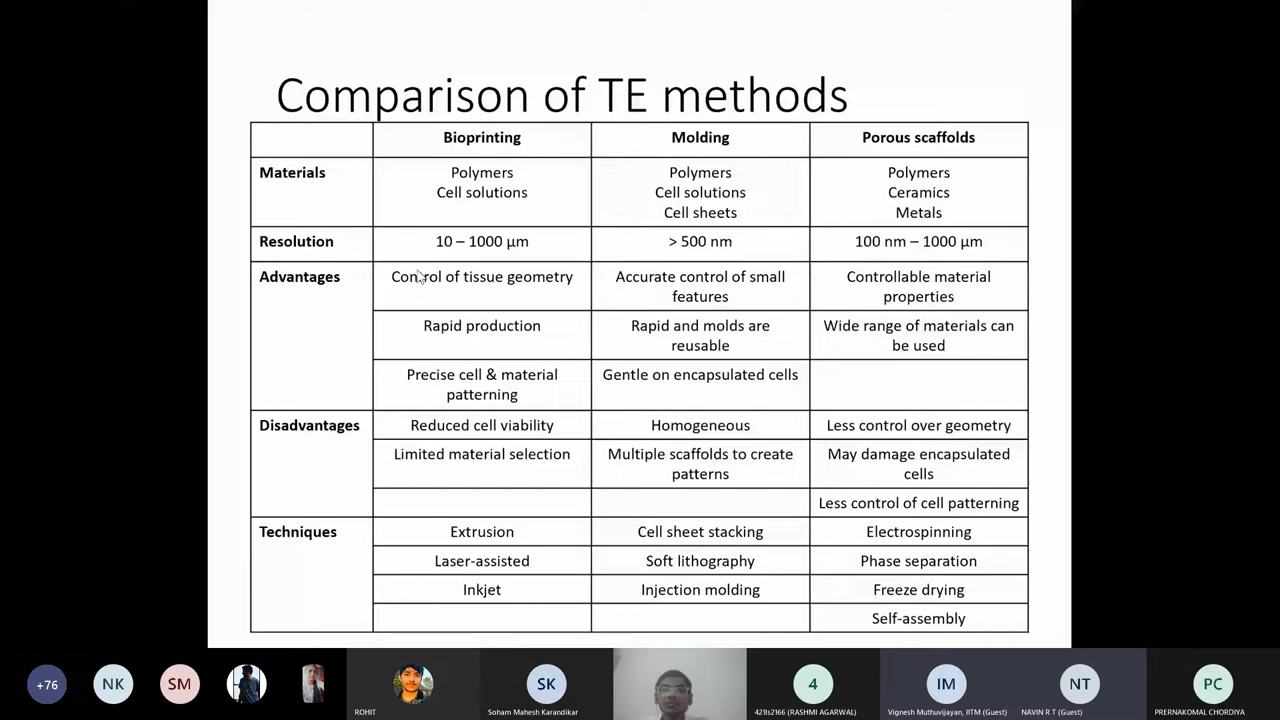 Comparison of TE methods
Bioprinting Molding Porous scaffolds
Materials
Polymers
Cell solutions
Polymers
Cell solutions
Cell sheets
Polymers
Ceramics
Metals
Resolution 10 – 1000 µm > 500 nm 100 nm – 1000 µm
Advantages
Control of tissue geometry
Accurate control of small
features
Controllable material
properties
Rapid production
Rapid and molds are
reusable
Wide range of materials can
be used
Precise cell & material
patterning
Gentle on encapsulated cells
Disadvantages
Reduced cell viability
Homogeneous
Less control over geometry
Limited material selection
Multiple scaffolds to create
patterns
May damage encapsulated
cells
Less control of cell patterning
Techniques
Extrusion
Cell sheet stacking
Electrospinning
Laser-assisted
Soft lithography
Phase separation
Inkjet
Injection molding
Freeze drying
Self-assembly
+76
NK
SM
SK
4
IM
NT
PC
ROHIT
Soham Mahesh Karandikar
421ls2166 (RASHMI AGARWAL)
Vignesh Muthuvijayan, IITM (Guest)
NAVIN R T (Guest)
PRERNAKOMAL CHORDIYA